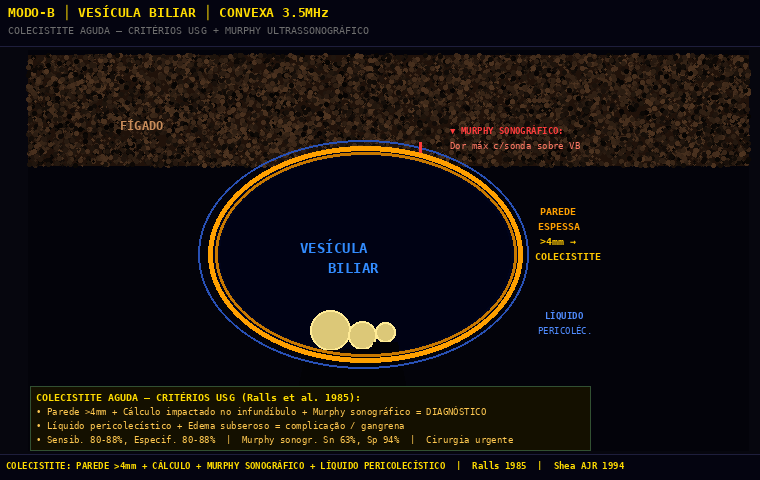 MODO-B │ VESÍCULA BILIAR │ CONVEXA 3.5MHz
COLECISTITE AGUDA — CRITÉRIOS USG + MURPHY ULTRASSONOGRÁFICO
FÍGADO
▼ MURPHY SONOGRÁFICO:
Dor máx c/sonda sobre VB
PAREDE
ESPESSA
>4mm →
COLECISTITE
VESÍCULA
BILIAR
LÍQUIDO
PERICOLÉC.
COLECISTITE AGUDA — CRITÉRIOS USG (Ralls et al. 1985):
• Parede >4mm + Cálculo impactado no infundíbulo + Murphy sonográfico = DIAGNÓSTICO
• Líquido pericolecístico + Edema subseroso = complicação / gangrena
• Sensib. 80-88%, Especif. 80-88% | Murphy sonogr. Sn 63%, Sp 94% | Cirurgia urgente
COLECISTITE: PAREDE >4mm + CÁLCULO + MURPHY SONOGRÁFICO + LÍQUIDO PERICOLECÍSTICO | Ralls 1985 | Shea AJR 1994